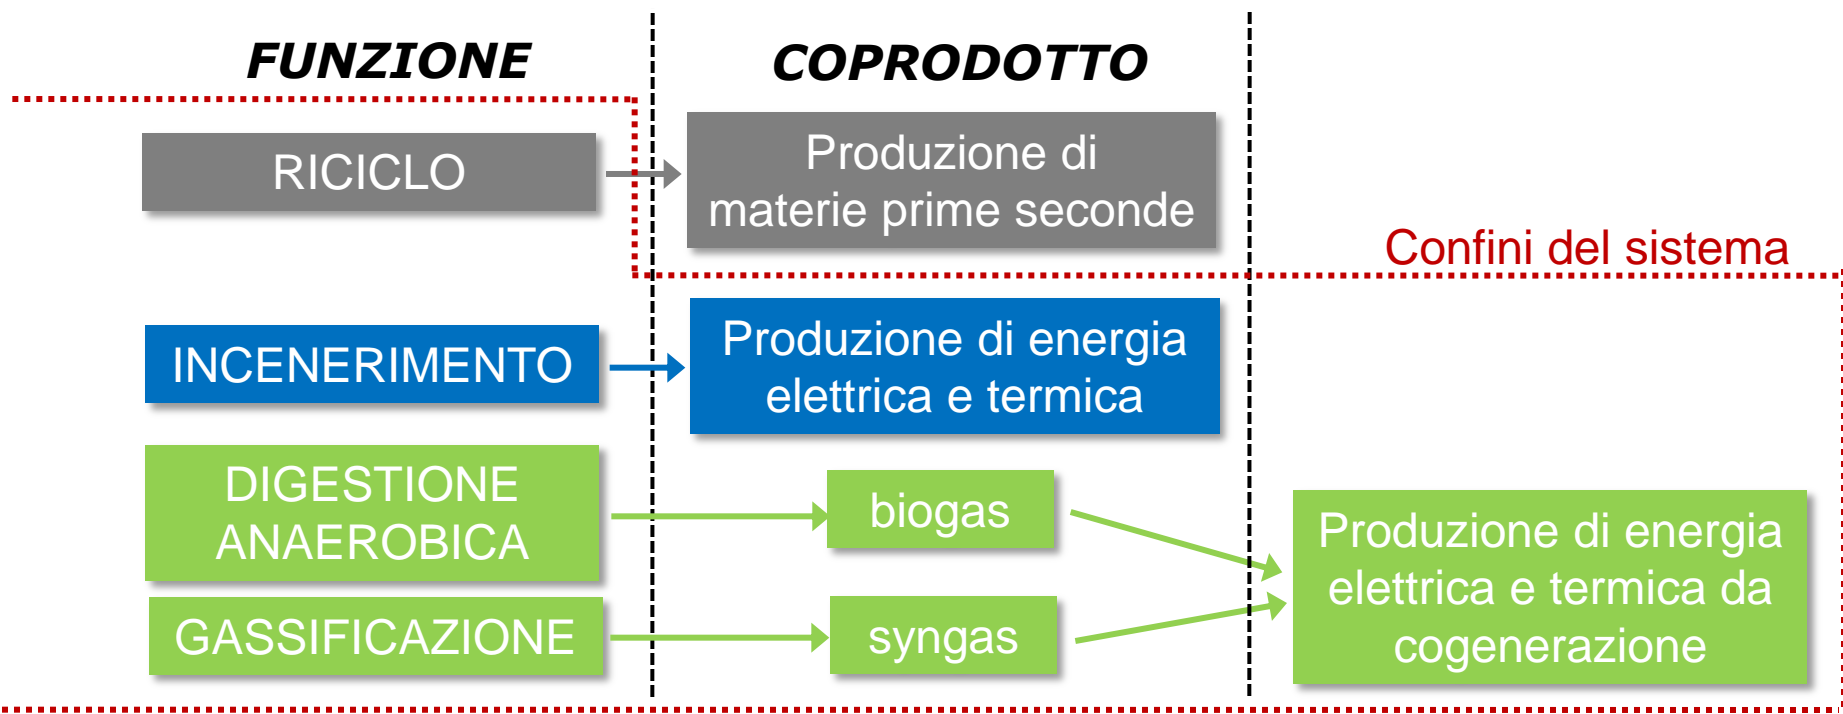 FUNZIONE
COPRODOTTO
RICICLO
Produzione di
materie prime seconde
Confini del sistema
INCENERIMENTO
Produzione di energia
elettrica e termica
DIGESTIONE
ANAEROBICA
biogas
GASSIFICAZIONE
syngas
Produzione di energia
elettrica e termica da
cogenerazione